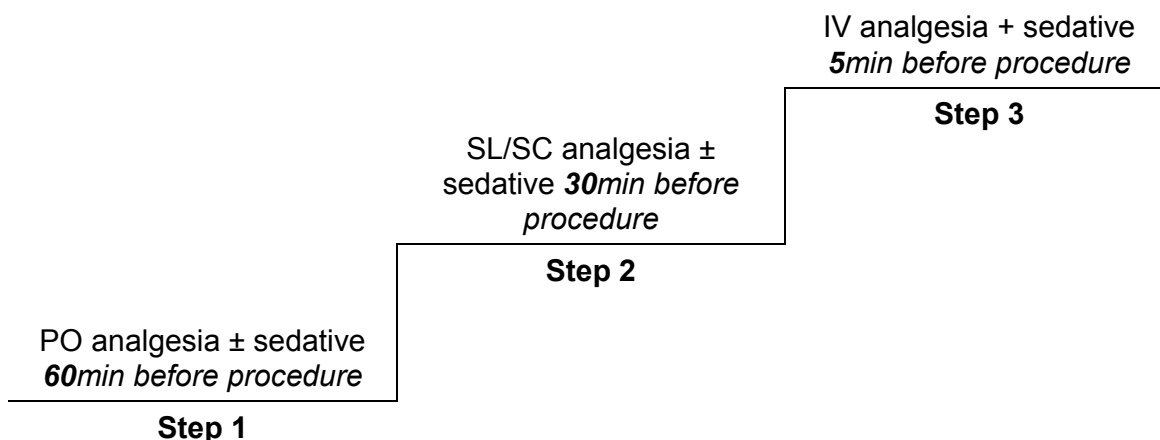 IV analgesia + sedative
5min before procedure
Step 3
SL/SC analgesia ±
sedative 30min before
procedure
Step 2
PO analgesia ± sedative
60min before procedure
Step 1